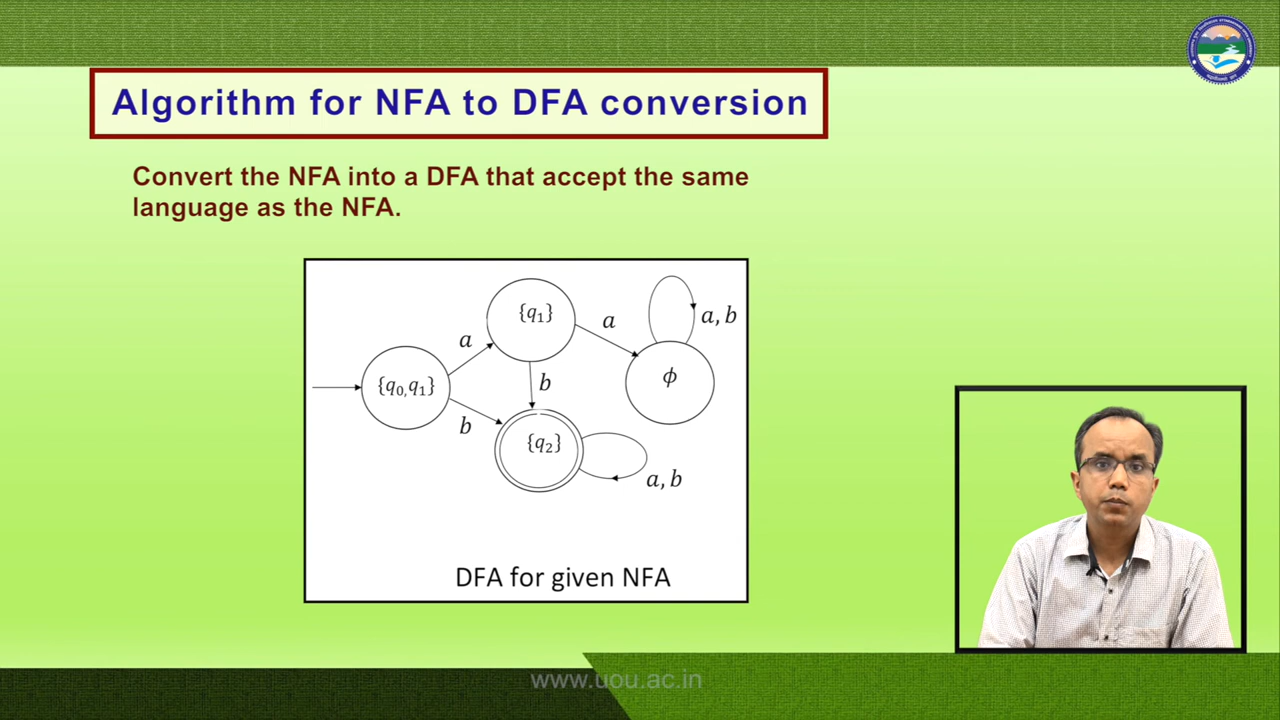 Algorithm for NFA to DFA conversion
Convert the NFA into a DFA that accept the same
language as the NFA.
{q₁}
a
a, b
a
{q₀,q₁}
b
ϕ
b
{q₂}
a, b
DFA for given NFA
www.uou.ac.in